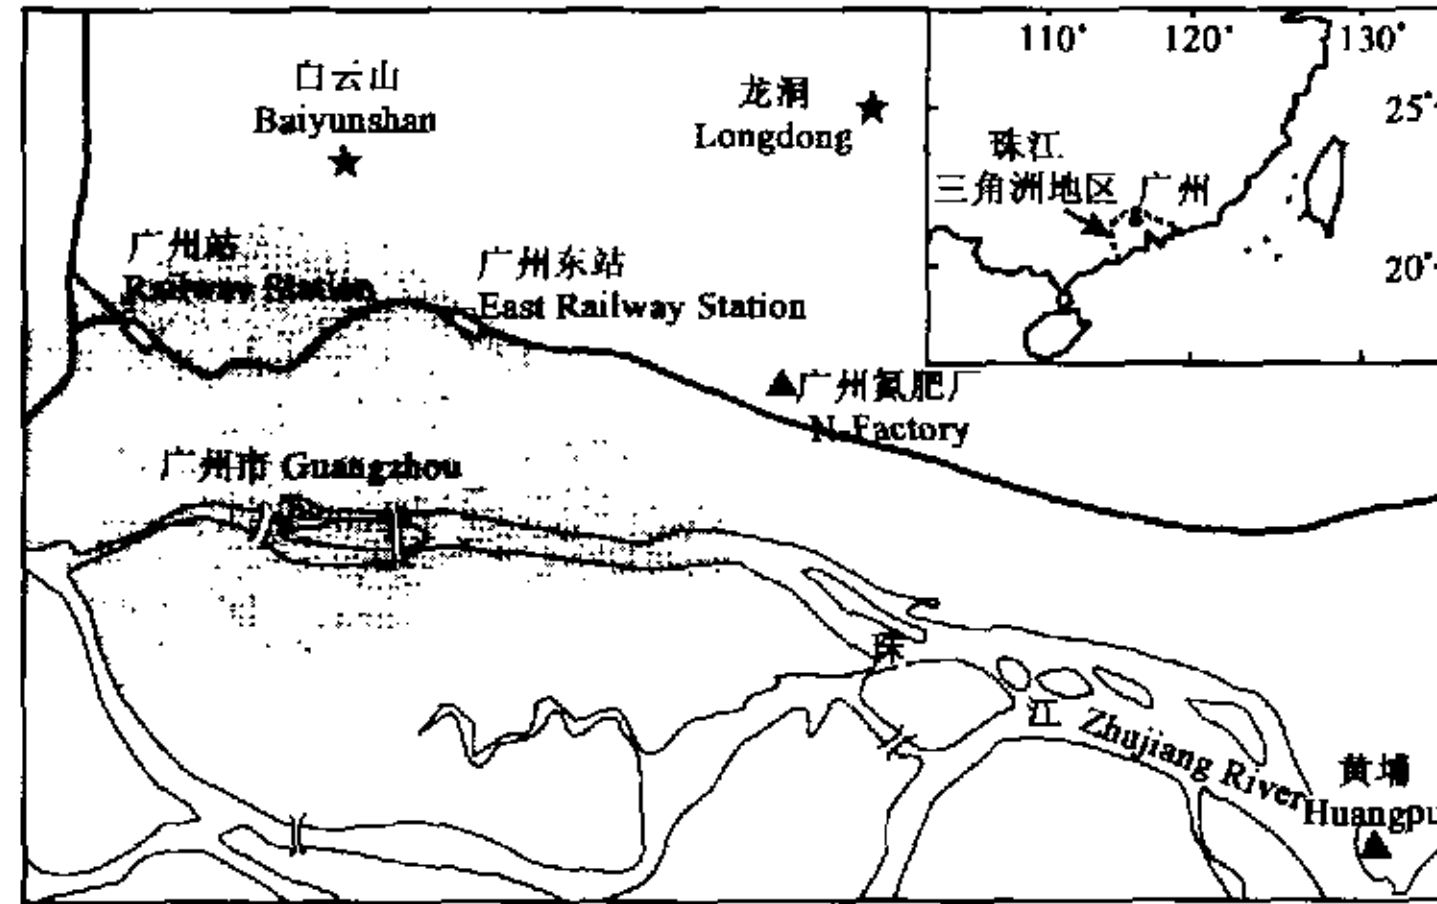 110° 120° 130°
白云山
Baiyunshan
龙洞
Longdong
25°
珠江
三角洲地区
广州
20°
广州站
Railway Station
广州东站
East Railway Station
广州氮肥厂
N-Factory
广州市 Guangzhou
珠
江
Zhujiang River
黄埔
Huangpu